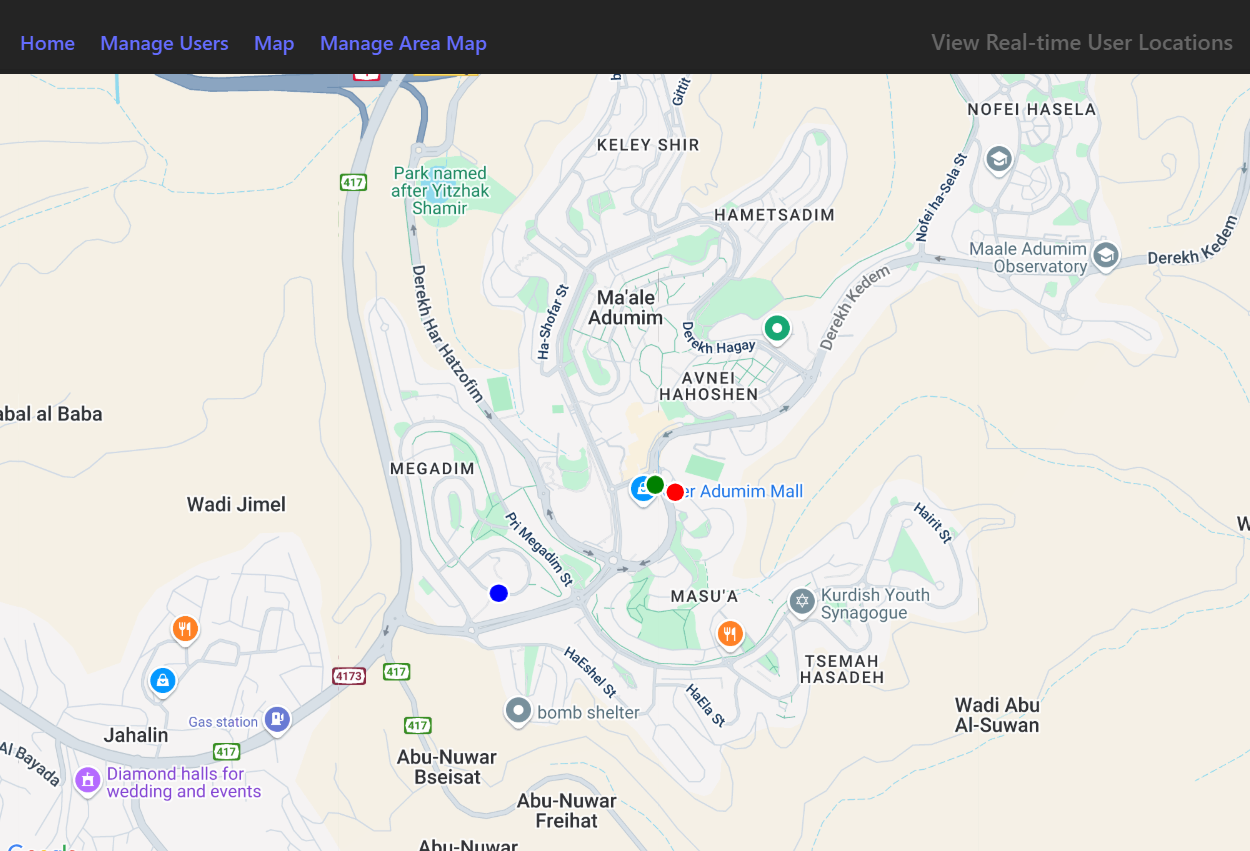 Home Manage Users Map Manage Area Map View Real-time User Locations
Gittit
NOFEI HASELA
KELEY SHIR
Park named
after Yitzhak
Shamir
417
Nofei ha-Sela St
HAMETSADIM
Maale Adumim
Observatory
Derekh Kedem
Derekh Har Hatzofim
Ha-Shofar St
Ma'ale
Adumim
Derekh Kedem
Derekh Hagay
AVNEI
HAHOSHEN
abal al Baba
MEGADIM
Wadi Jimel
er Adumim Mall
Pri Megadim St
Hairit St
W
MASU'A
Kurdish Youth
Synagogue
TSEMAH
HASADEH
HaEshel St
HaEla St
4173
417
Wadi Abu
Al-Suwan
bomb shelter
Gas station
417
Jahalin
417
Al Bayada
Diamond halls for
wedding and events
Abu-Nuwar
Bseisat
Abu-Nuwar
Freihat
Abu-Nuwar
Google